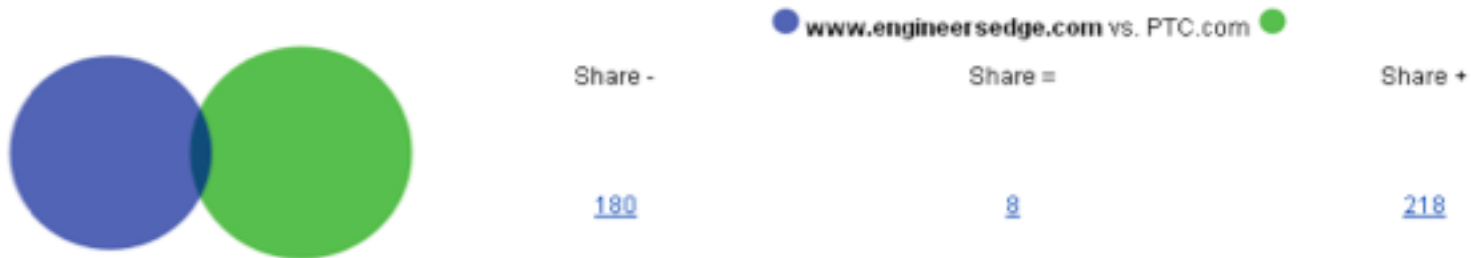 www.engineersedge.com vs. PTC.com
Share - Share = Share +
180 8 218